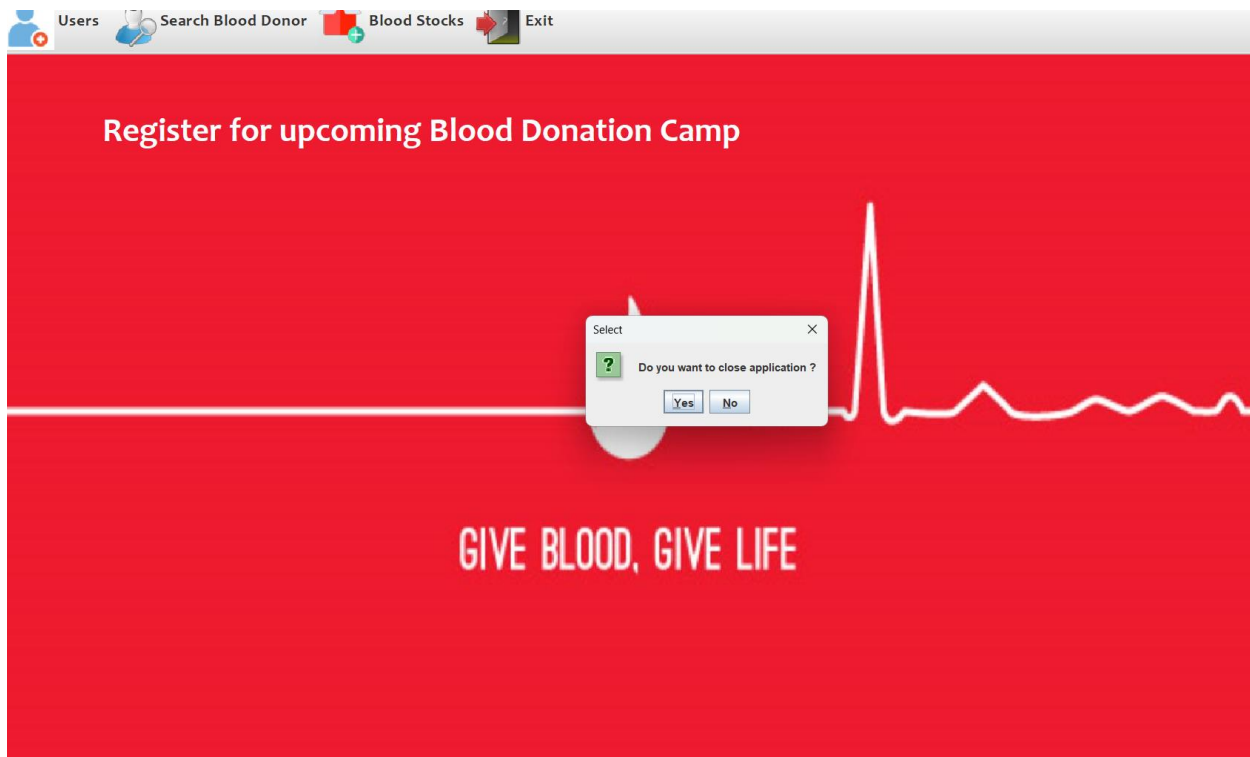 Users Search Blood Donor Blood Stocks Exit
Register for upcoming Blood Donation Camp
Select
? Do you want to close application ?
Yes No
GIVE BLOOD, GIVE LIFE